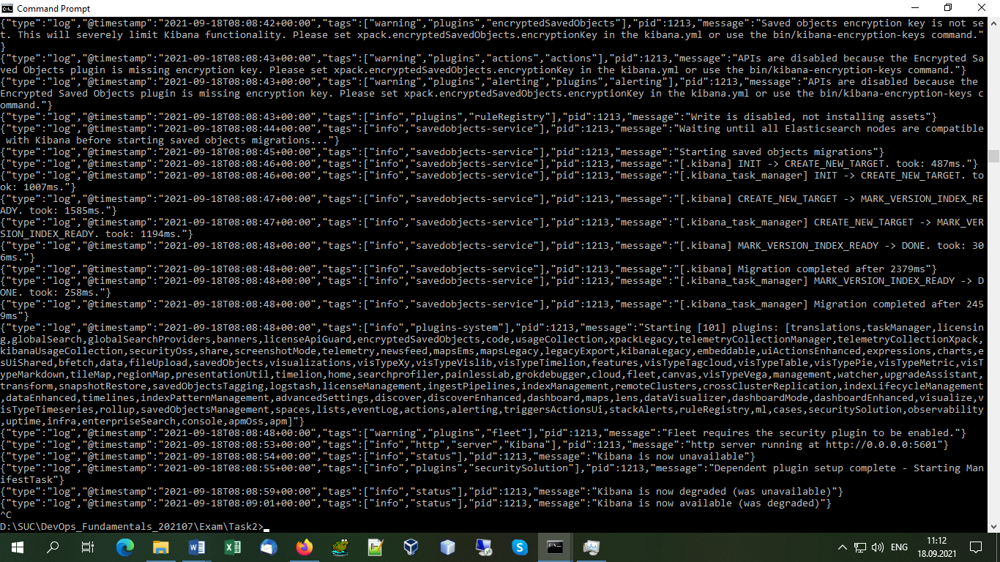 Command Prompt
{"type":"log","@timestamp":"2021-09-18T08:08:42+00:00","tags":["warning","plugins","encryptedSavedObjects"],"pid":1213,"message":"Saved objects encryption key is not se
t. This will severely limit Kibana functionality. Please set xpack.encryptedSavedObjects.encryptionKey in the kibana.yml or use the bin/kibana-encryption-keys command."
}
{"type":"log","@timestamp":"2021-09-18T08:08:43+00:00","tags":["warning","plugins","actions","actions"],"pid":1213,"message":"APIs are disabled because the Encrypted Sa
ved Objects plugin is missing encryption key. Please set xpack.encryptedSavedObjects.encryptionKey in the kibana.yml or use the bin/kibana-encryption-keys command."}
{"type":"log","@timestamp":"2021-09-18T08:08:43+00:00","tags":["warning","plugins","alerting","plugins","alerting"],"pid":1213,"message":"APIs are disabled because the
Encrypted Saved Objects plugin is missing encryption key. Please set xpack.encryptedSavedObjects.encryptionKey in the kibana.yml or use the bin/kibana-encryption-keys c
ommand."}
{"type":"log","@timestamp":"2021-09-18T08:08:43+00:00","tags":["info","plugins","ruleRegistry"],"pid":1213,"message":"Write is disabled, not installing assets"}
{"type":"log","@timestamp":"2021-09-18T08:08:44+00:00","tags":["info","savedobjects-service"],"pid":1213,"message":"Waiting until all Elasticsearch nodes are compatible
 with Kibana before starting saved objects migrations..."}
{"type":"log","@timestamp":"2021-09-18T08:08:45+00:00","tags":["info","savedobjects-service"],"pid":1213,"message":"Starting saved objects migrations"}
{"type":"log","@timestamp":"2021-09-18T08:08:46+00:00","tags":["info","savedobjects-service"],"pid":1213,"message":"[.kibana] INIT -> CREATE_NEW_TARGET. took: 487ms."}
{"type":"log","@timestamp":"2021-09-18T08:08:46+00:00","tags":["info","savedobjects-service"],"pid":1213,"message":"[.kibana_task_manager] INIT -> CREATE_NEW_TARGET. to
ok: 1007ms."}
{"type":"log","@timestamp":"2021-09-18T08:08:47+00:00","tags":["info","savedobjects-service"],"pid":1213,"message":"[.kibana] CREATE_NEW_TARGET -> MARK_VERSION_INDEX_RE
ADY. took: 1585ms."}
{"type":"log","@timestamp":"2021-09-18T08:08:47+00:00","tags":["info","savedobjects-service"],"pid":1213,"message":"[.kibana_task_manager] CREATE_NEW_TARGET -> MARK_VER
SION_INDEX_READY. took: 1194ms."}
{"type":"log","@timestamp":"2021-09-18T08:08:48+00:00","tags":["info","savedobjects-service"],"pid":1213,"message":"[.kibana] MARK_VERSION_INDEX_READY -> DONE. took: 30
6ms."}
{"type":"log","@timestamp":"2021-09-18T08:08:48+00:00","tags":["info","savedobjects-service"],"pid":1213,"message":"[.kibana] Migration completed after 2379ms"}
{"type":"log","@timestamp":"2021-09-18T08:08:48+00:00","tags":["info","savedobjects-service"],"pid":1213,"message":"[.kibana_task_manager] MARK_VERSION_INDEX_READY -> D
ONE. took: 258ms."}
{"type":"log","@timestamp":"2021-09-18T08:08:48+00:00","tags":["info","savedobjects-service"],"pid":1213,"message":"[.kibana_task_manager] Migration completed after 245
9ms"}
{"type":"log","@timestamp":"2021-09-18T08:08:48+00:00","tags":["info","plugins-system"],"pid":1213,"message":"Starting [101] plugins: [translations,taskManager,licensin
g,globalSearch,globalSearchProviders,banners,licenseApiGuard,encryptedSavedObjects,code,usageCollection,xpackLegacy,telemetryCollectionManager,telemetryCollectionXpack,
kibanaUsageCollection,securityOss,share,screenshotMode,telemetry,newsfeed,mapsEms,mapsLegacy,legacyExport,kibanaLegacy,embeddable,uiActionsEnhanced,expressions,charts,e
sUiShared,bfetch,data,fileUpload,savedObjects,visualizations,visTypeXy,visTypeVislib,visTypeTimelion,features,visTypeTagcloud,visTypeTable,visTypePie,visTypeMetric,visT
ypeMarkdown,tileMap,regionMap,presentationUtil,timelion,home,searchprofiler,painlessLab,grokdebugger,cloud,fleet,canvas,visTypeVega,management,watcher,upgradeAssistant,
transform,snapshotRestore,savedObjectsTagging,logstash,licenseManagement,ingestPipelines,indexManagement,remoteClusters,crossClusterReplication,indexLifecycleManagement
,dataEnhanced,timelines,indexPatternManagement,advancedSettings,discover,discoverEnhanced,dashboard,maps,lens,dataVisualizer,dashboardMode,dashboardEnhanced,visualize,v
isTypeTimeseries,rollup,savedObjectsManagement,spaces,lists,eventLog,actions,alerting,triggersActionsUi,stackAlerts,ruleRegistry,ml,cases,securitySolution,observability
,uptime,infra,enterpriseSearch,console,apmOss,apm]"}
{"type":"log","@timestamp":"2021-09-18T08:08:48+00:00","tags":["warning","plugins","fleet"],"pid":1213,"message":"Fleet requires the security plugin to be enabled."}
{"type":"log","@timestamp":"2021-09-18T08:08:53+00:00","tags":["info","http","server","Kibana"],"pid":1213,"message":"http server running at http://0.0.0.0:5601"}
{"type":"log","@timestamp":"2021-09-18T08:08:54+00:00","tags":["info","status"],"pid":1213,"message":"Kibana is now unavailable"}
{"type":"log","@timestamp":"2021-09-18T08:08:55+00:00","tags":["info","plugins","securitySolution"],"pid":1213,"message":"Dependent plugin setup complete - Starting Man
ifestTask"}
{"type":"log","@timestamp":"2021-09-18T08:08:59+00:00","tags":["info","status"],"pid":1213,"message":"Kibana is now degraded (was unavailable)"}
{"type":"log","@timestamp":"2021-09-18T08:09:01+00:00","tags":["info","status"],"pid":1213,"message":"Kibana is now available (was degraded)"}
^C
D:\SUC\DevOps_Fundamentals_202107\Exam\Task2>
ENG
11:12
18.09.2021